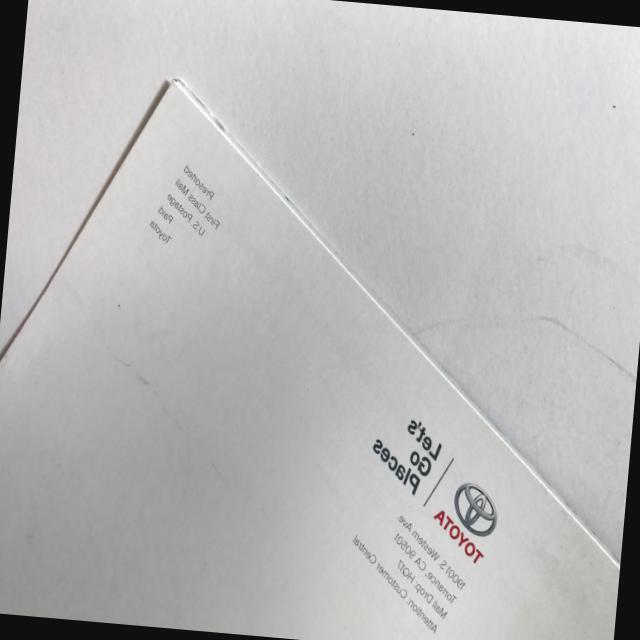 TOYOTA
Let's
Go
Places
19001 S. Western Ave.
Torrance, CA 90501
Mail Drop: HQ11
Attention: Customer Central
Presorted
First Class Mail
U.S. Postage
Paid
Toyota